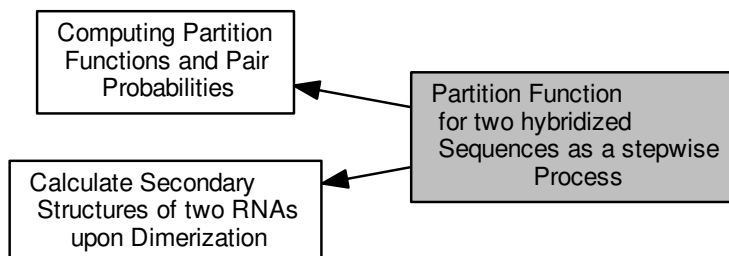 Computing Partition
Functions and Pair
Probabilities
Partition Function
for two hybridized
Sequences as a stepwise
Process
Calculate Secondary
Structures of two RNAs
upon Dimerization